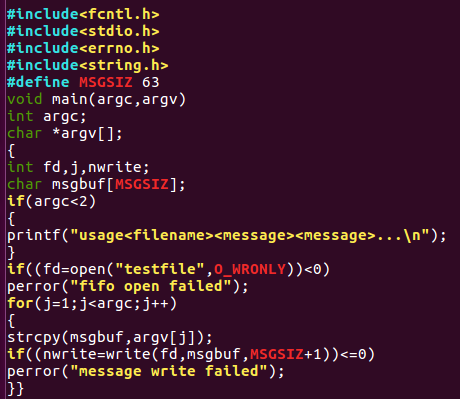 #include<fcntl.h>
#include<stdio.h>
#include<errno.h>
#include<string.h>
#define MSGSIZ 63
void main(argc,argv)
int argc;
char *argv[];
{
int fd,j,nwrite;
char msgbuf[MSGSIZ];
if(argc<2)
{
printf("usage<filename><message><message>...\n");
}
if((fd=open("testfile",O_WRONLY))<0)
perror("fifo open failed");
for(j=1;j<argc;j++)
{
strcpy(msgbuf,argv[j]);
if((nwrite=write(fd,msgbuf,MSGSIZ+1))<=0)
perror("message write failed");
}}